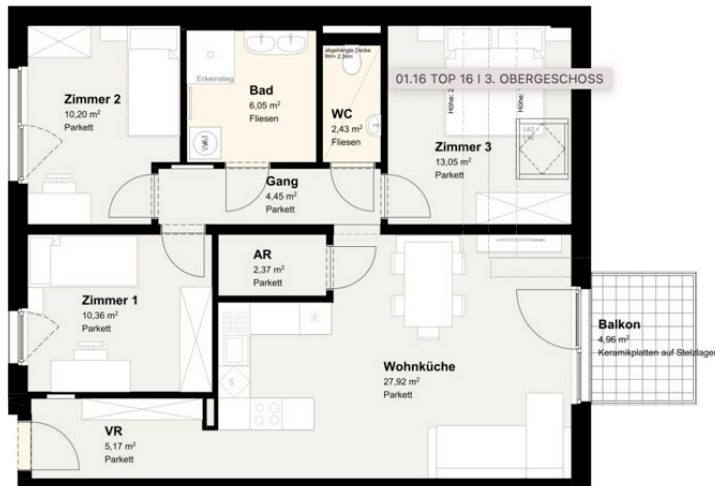 01.16 TOP 16 I 3. OBERGESCHOSS
abgehängte Decke
Zimmer 2
10,20 m²
Parkett
Eckeinstieg
Bad
6,05 m²
Fliesen
WM
WC
2,43 m²
Fliesen
Zimmer 3
13,05 m²
Parkett
Gang
4,45 m²
Parkett
Zimmer 1
10,36 m²
Parkett
AR
2,37 m²
Parkett
Wohnküche
27,92 m²
Parkett
Balkon
4,96 m²
Keramikplatten auf Stelzlager
VR
5,17 m²
Parkett